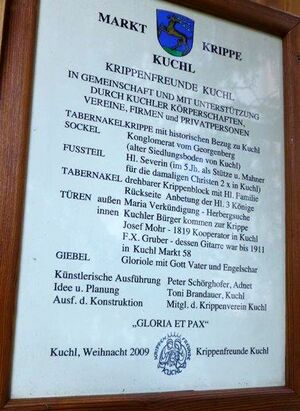 MARKT KRIPPE
KUCHL
KRIPPENFREUNDE KUCHL,
IN GEMEINSCHAFT UND MIT UNTERSTÜTZUNG
DURCH KUCHLER KÖRPERSCHAFTEN,
VEREINE, FIRMEN und PRIVATPERSONEN
TABERNAKELKRIPPE mit historischen Bezug zu Kuchl
SOCKEL Konglomerat vom Georgenberg
(alter Siedlungsboden von Kuchl)
FUSSTEIL Hl. Severin (im 5.Jh. als Stütze u. Mahner
für die damaligen Christen 2 x in Kuchl)
TABERNAKEL drehbarer Krippenblock mit Hl. Familie
Rückseite Anbetung der Hl. 3 Könige
TÜREN außen Maria Verkündigung - Herbergsuche
innen Kuchler Bürger kommen zur Krippe
Josef Mohr - 1819 Kooperator in Kuchl
F.X. Gruber - dessen Gitarre war bis 1911
in Kuchl Markt 58
GIEBEL Gloriole mit Gott Vater und Engelschar
Künstlerische Ausführung Peter Schörghofer, Adnet
Idee u. Planung Toni Brandauer, Kuchl
Ausf. d. Konstruktion Mitgl. d. Krippenverein Kuchl
„GLORIA ET PAX"
Kuchl, Weihnacht 2009 KRIPPENFREUNDE KUCHL Krippenfreunde Kuchl